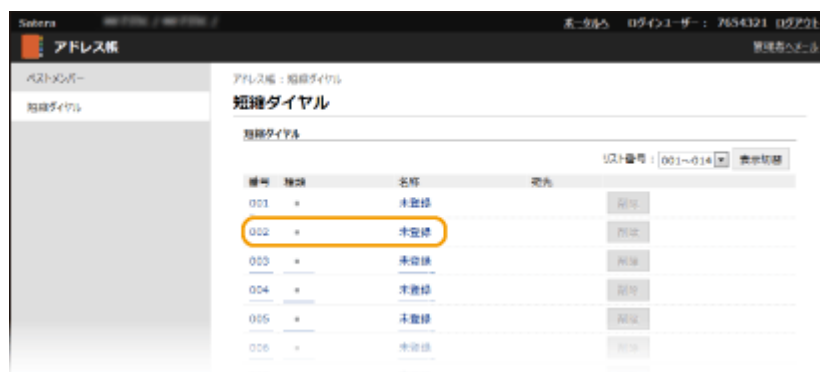 Satera
ポータルへ ログインユーザー : 7654321 ログアウト
アドレス帳
管理者へメール
ベストメンバー
短縮ダイヤル
アドレス帳 : 短縮ダイヤル
短縮ダイヤル
短縮ダイヤル
リスト番号 : 001～014 表示切替
番号 種類 名称 宛先
001 未登録 削除
002 未登録 削除
003 未登録 削除
004 未登録 削除
005 未登録 削除
006 未登録 削除